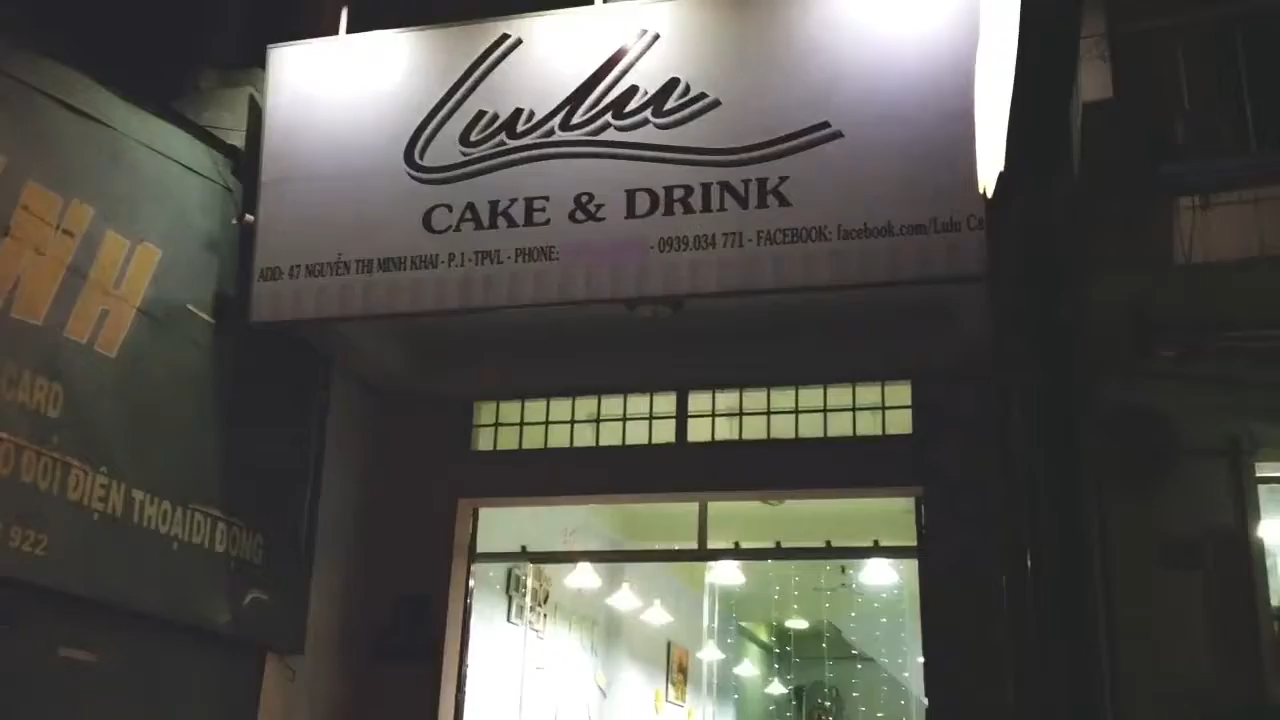 Lulu
CAKE & DRINK
ADD: 47 NGUYỄN THỊ MINH KHAI - P.1 - TPVL - PHONE: - 0939.034 771 - FACEBOOK: facebook.com/Lulu Ca
NH
CARD
ĐIỆN THOẠI DI ĐỘNG
922